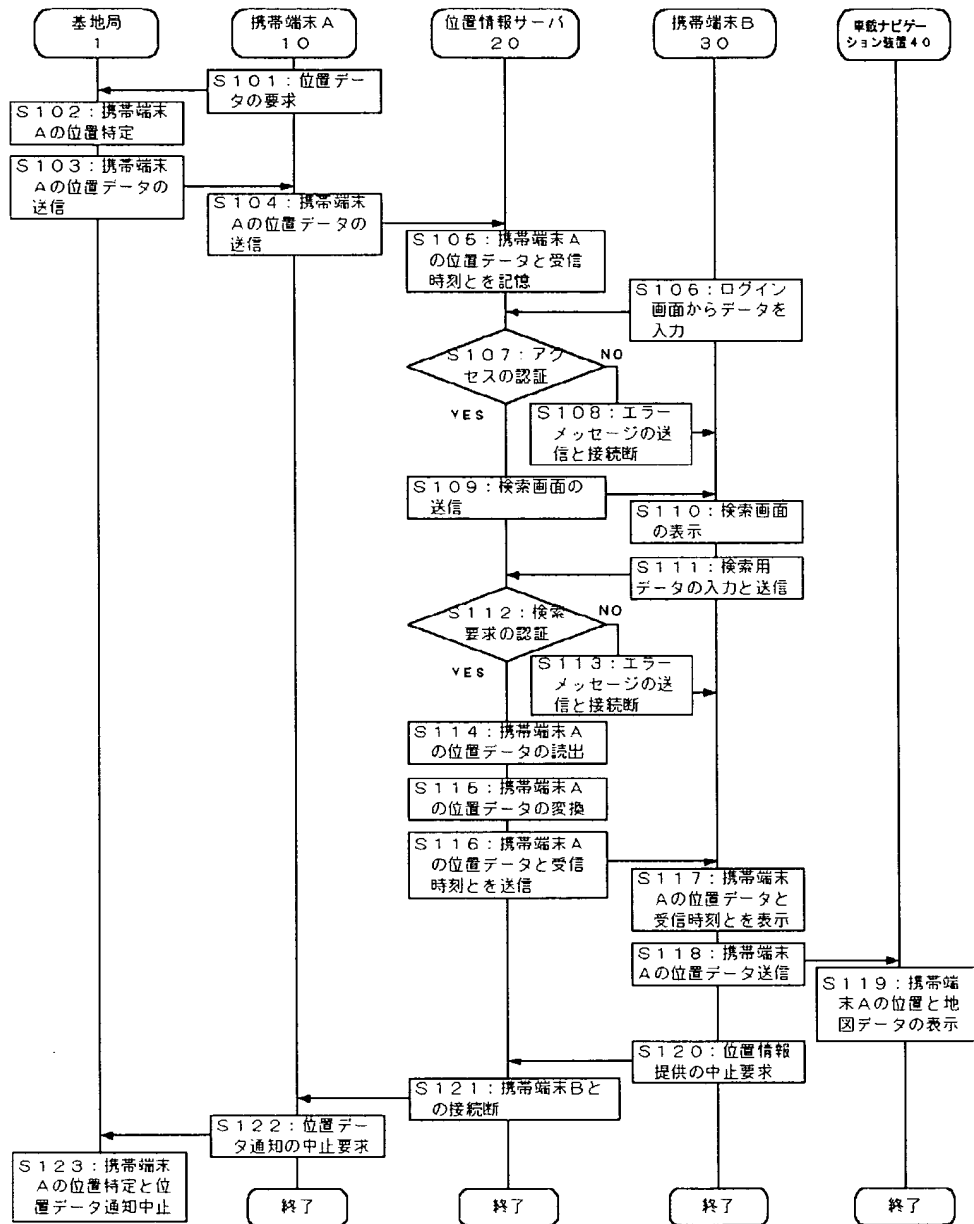 基地局
1
携帯端末A
10
位置情報サーバ
20
携帯端末B
30
車載ナビゲー
ション装置40
S101:位置デー
タの要求
S102:携帯端末
Aの位置特定
S103:携帯端末
Aの位置データの
送信
S104:携帯端末
Aの位置データの
送信
S105:携帯端末A
の位置データと受信
時刻とを記憶
S106:ログイン
画面からデータを
入力
S107:アク
セスの認証
NO
YES
S108:エラー
メッセージの送
信と接続断
S109:検索画面の
送信
S110:検索画面
の表示
S111:検索用
データの入力と送信
S112:検索
要求の認証
NO
YES
S113:エラー
メッセージの送
信と接続断
S114:携帯端末A
の位置データの読出
S115:携帯端末A
の位置データの変換
S116:携帯端末A
の位置データと受信
時刻とを送信
S117:携帯端末
Aの位置データと
受信時刻とを表示
S118:携帯端末
Aの位置データ送信
S119:携帯端
末Aの位置と地
図データの表示
S120:位置情報
提供の中止要求
S121:携帯端末Bと
の接続断
S122:位置デー
タ通知の中止要求
S123:携帯端末
Aの位置特定と位
置データ通知中止
終了
終了
終了
終了